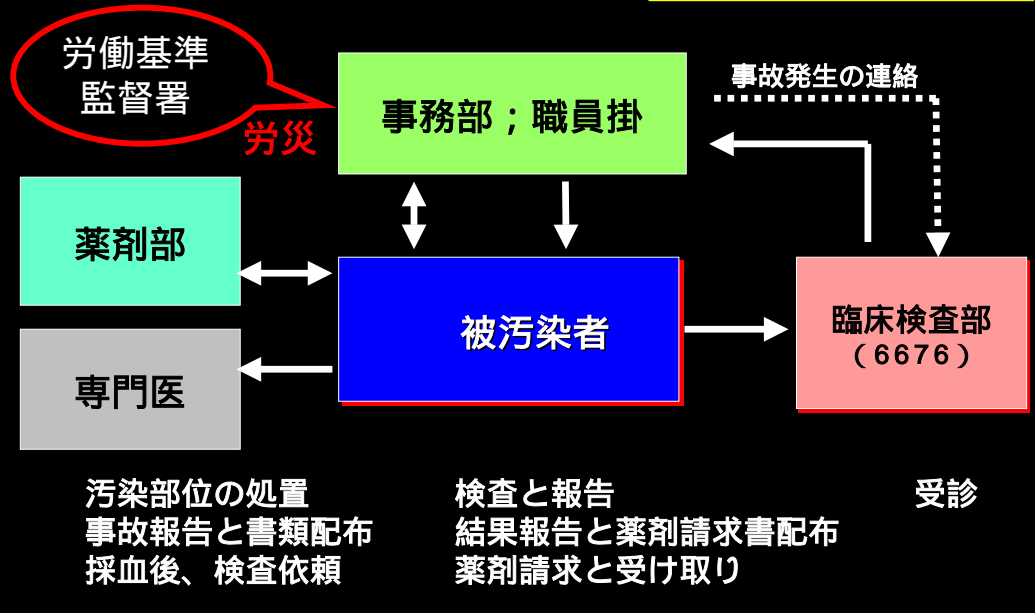 労働基準
監督署
労災
事務部；職員掛
事故発生の連絡
薬剤部
被汚染者
臨床検査部
（６６７６）
専門医
汚染部位の処置
事故報告と書類配布
採血後、検査依頼
検査と報告
結果報告と薬剤請求書配布
薬剤請求と受け取り
受診